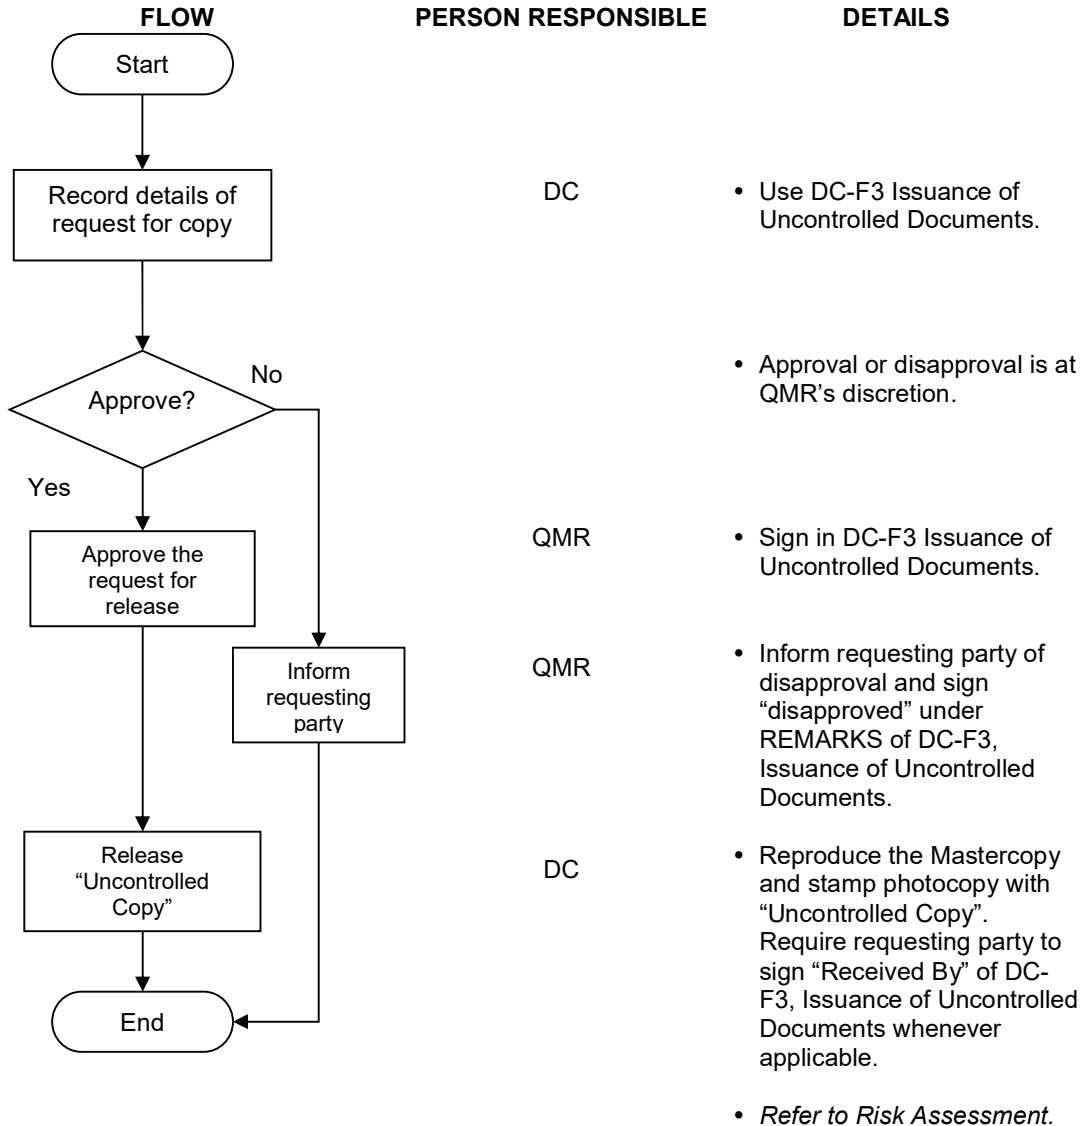 FLOW PERSON RESPONSIBLE DETAILS
Start
Record details of
request for copy
DC
• Use DC-F3 Issuance of
Uncontrolled Documents.
Approve?
No
Yes
• Approval or disapproval is at
QMR’s discretion.
Approve the
request for
release
QMR
• Sign in DC-F3 Issuance of
Uncontrolled Documents.
Inform
requesting
party
QMR
• Inform requesting party of
disapproval and sign
“disapproved” under
REMARKS of DC-F3,
Issuance of Uncontrolled
Documents.
Release
“Uncontrolled
Copy”
DC
• Reproduce the Mastercopy
and stamp photocopy with
“Uncontrolled Copy”.
Require requesting party to
sign “Received By” of DC-
F3, Issuance of Uncontrolled
Documents whenever
applicable.
End
• Refer to Risk Assessment.